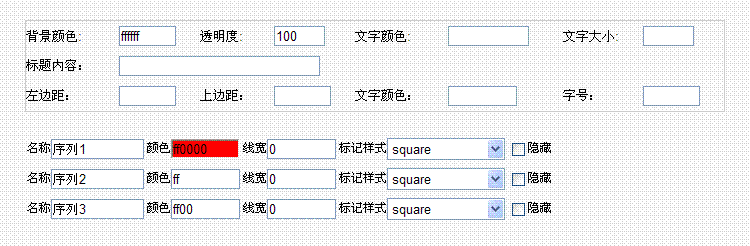 背景颜色: ffffff 透明度: 100 文字颜色: 文字大小:
标题内容:
左边距: 上边距: 文字颜色: 字号:
名称 序列1 颜色 ff0000 线宽 0 标记样式 square 隐藏
名称 序列2 颜色 ff 线宽 0 标记样式 square 隐藏
名称 序列3 颜色 ff00 线宽 0 标记样式 square 隐藏